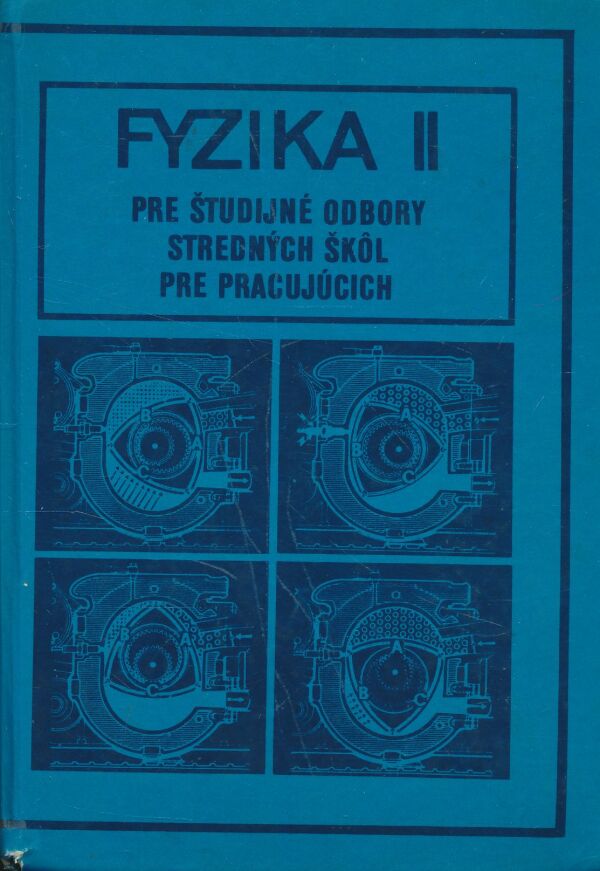 FYZIKA II
PRE ŠTUDIJNÉ ODBORY
STREDNÝCH ŠKÔL
PRE PRACUJÚCICH
B
A
C
A
B
C
B
A
C
A
B
C